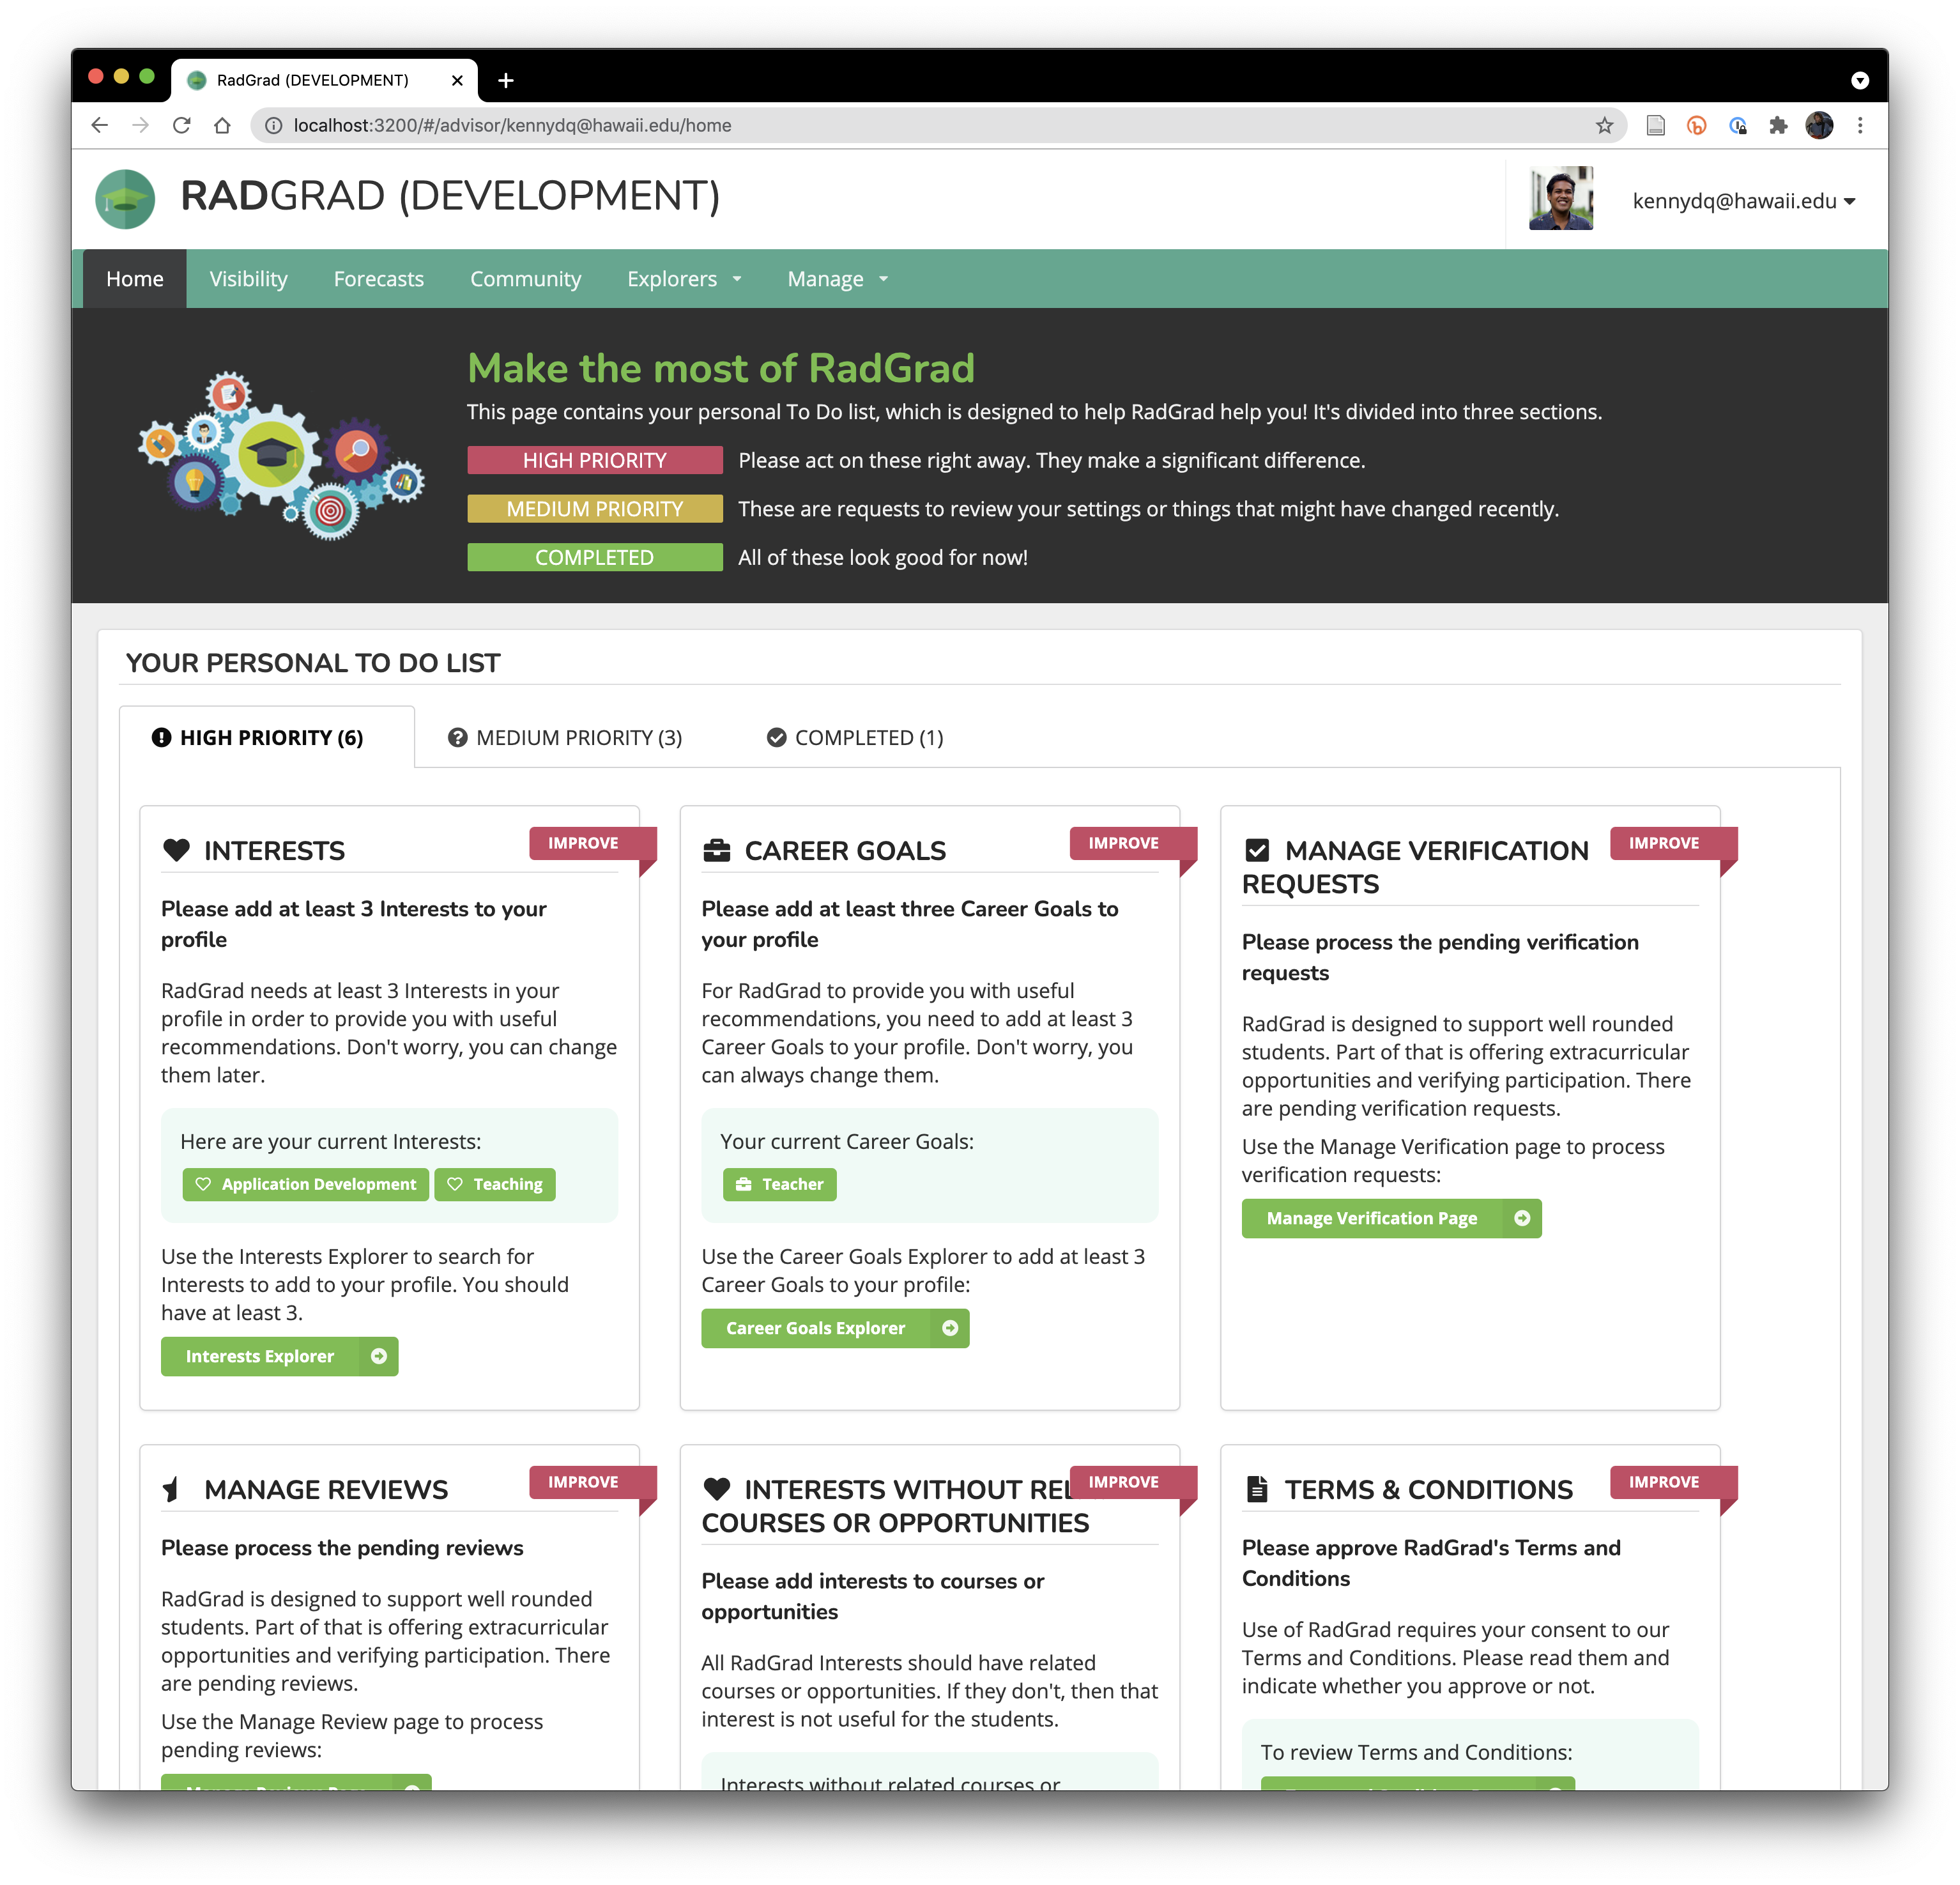 RadGrad (DEVELOPMENT)
localhost:3200/#/advisor/kennydq@hawaii.edu/home
RADGRAD (DEVELOPMENT)
kennydq@hawaii.edu
Home Visibility Forecasts Community Explorers Manage
Make the most of RadGrad
This page contains your personal To Do list, which is designed to help RadGrad help you! It's divided into three sections.
HIGH PRIORITY Please act on these right away. They make a significant difference.
MEDIUM PRIORITY These are requests to review your settings or things that might have changed recently.
COMPLETED All of these look good for now!
YOUR PERSONAL TO DO LIST
HIGH PRIORITY (6) MEDIUM PRIORITY (3) COMPLETED (1)
INTERESTS
IMPROVE
Please add at least 3 Interests to your
profile
RadGrad needs at least 3 Interests in your
profile in order to provide you with useful
recommendations. Don't worry, you can change
them later.
Here are your current Interests:
Application Development Teaching
Use the Interests Explorer to search for
Interests to add to your profile. You should
have at least 3.
Interests Explorer
CAREER GOALS
IMPROVE
Please add at least three Career Goals to
your profile
For RadGrad to provide you with useful
recommendations, you need to add at least 3
Career Goals to your profile. Don't worry, you
can always change them.
Your current Career Goals:
Teacher
Use the Career Goals Explorer to add at least 3
Career Goals to your profile:
Career Goals Explorer
MANAGE VERIFICATION
REQUESTS
IMPROVE
Please process the pending verification
requests
RadGrad is designed to support well rounded
students. Part of that is offering extracurricular
opportunities and verifying participation. There
are pending verification requests.
Use the Manage Verification page to process
verification requests:
Manage Verification Page
MANAGE REVIEWS
IMPROVE
Please process the pending reviews
RadGrad is designed to support well rounded
students. Part of that is offering extracurricular
opportunities and verifying participation. There
are pending reviews.
Use the Manage Review page to process
pending reviews:
INTERESTS WITHOUT REL
COURSES OR OPPORTUNITIES
IMPROVE
Please add interests to courses or
opportunities
All RadGrad Interests should have related
courses or opportunities. If they don't, then that
interest is not useful for the students.
Interests without related courses or
TERMS & CONDITIONS
IMPROVE
Please approve RadGrad's Terms and
Conditions
Use of RadGrad requires your consent to our
Terms and Conditions. Please read them and
indicate whether you approve or not.
To review Terms and Conditions: